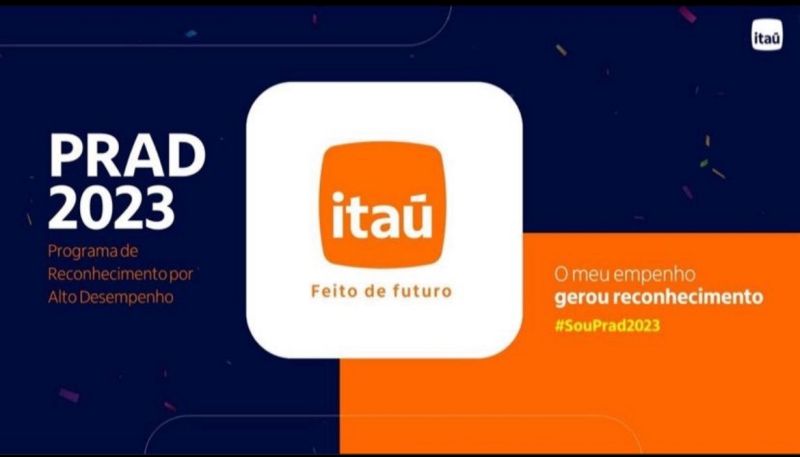 itaú
PRAD
2023
Programa de
Reconhecimento por
Alto Desempenho
itaú
Feito de futuro
O meu empenho
gerou reconhecimento
#SouPrad2023